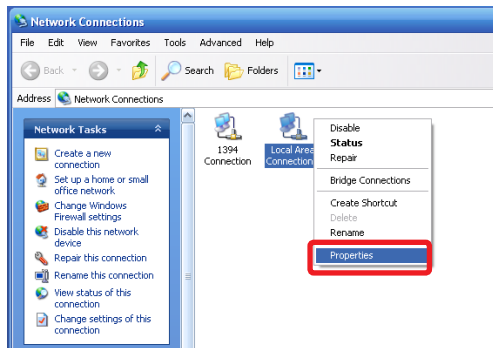 Network Connections
File Edit View Favorites Tools Advanced Help
Back Search Folders
Address Network Connections
Network Tasks
Create a new
connection
Set up a home or small
office network
Change Windows
Firewall settings
Disable this network
device
Repair this connection
Rename this connection
View status of this
connection
Change settings of this
connection
1394
Connection
Local Area
Connection
Disable
Status
Repair
Bridge Connections
Create Shortcut
Delete
Rename
Properties